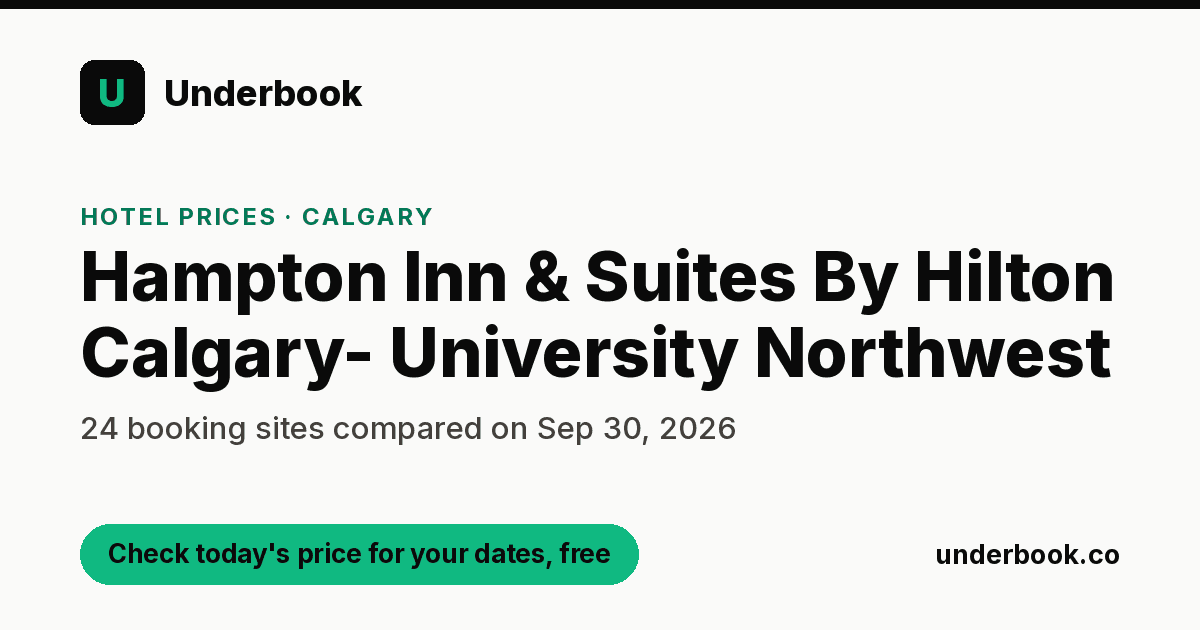 U Underbook
HOTEL PRICES · CALGARY
Hampton Inn & Suites By Hilton
Calgary- University Northwest
24 booking sites compared on Sep 30, 2026
Check today's price for your dates, free
underbook.co